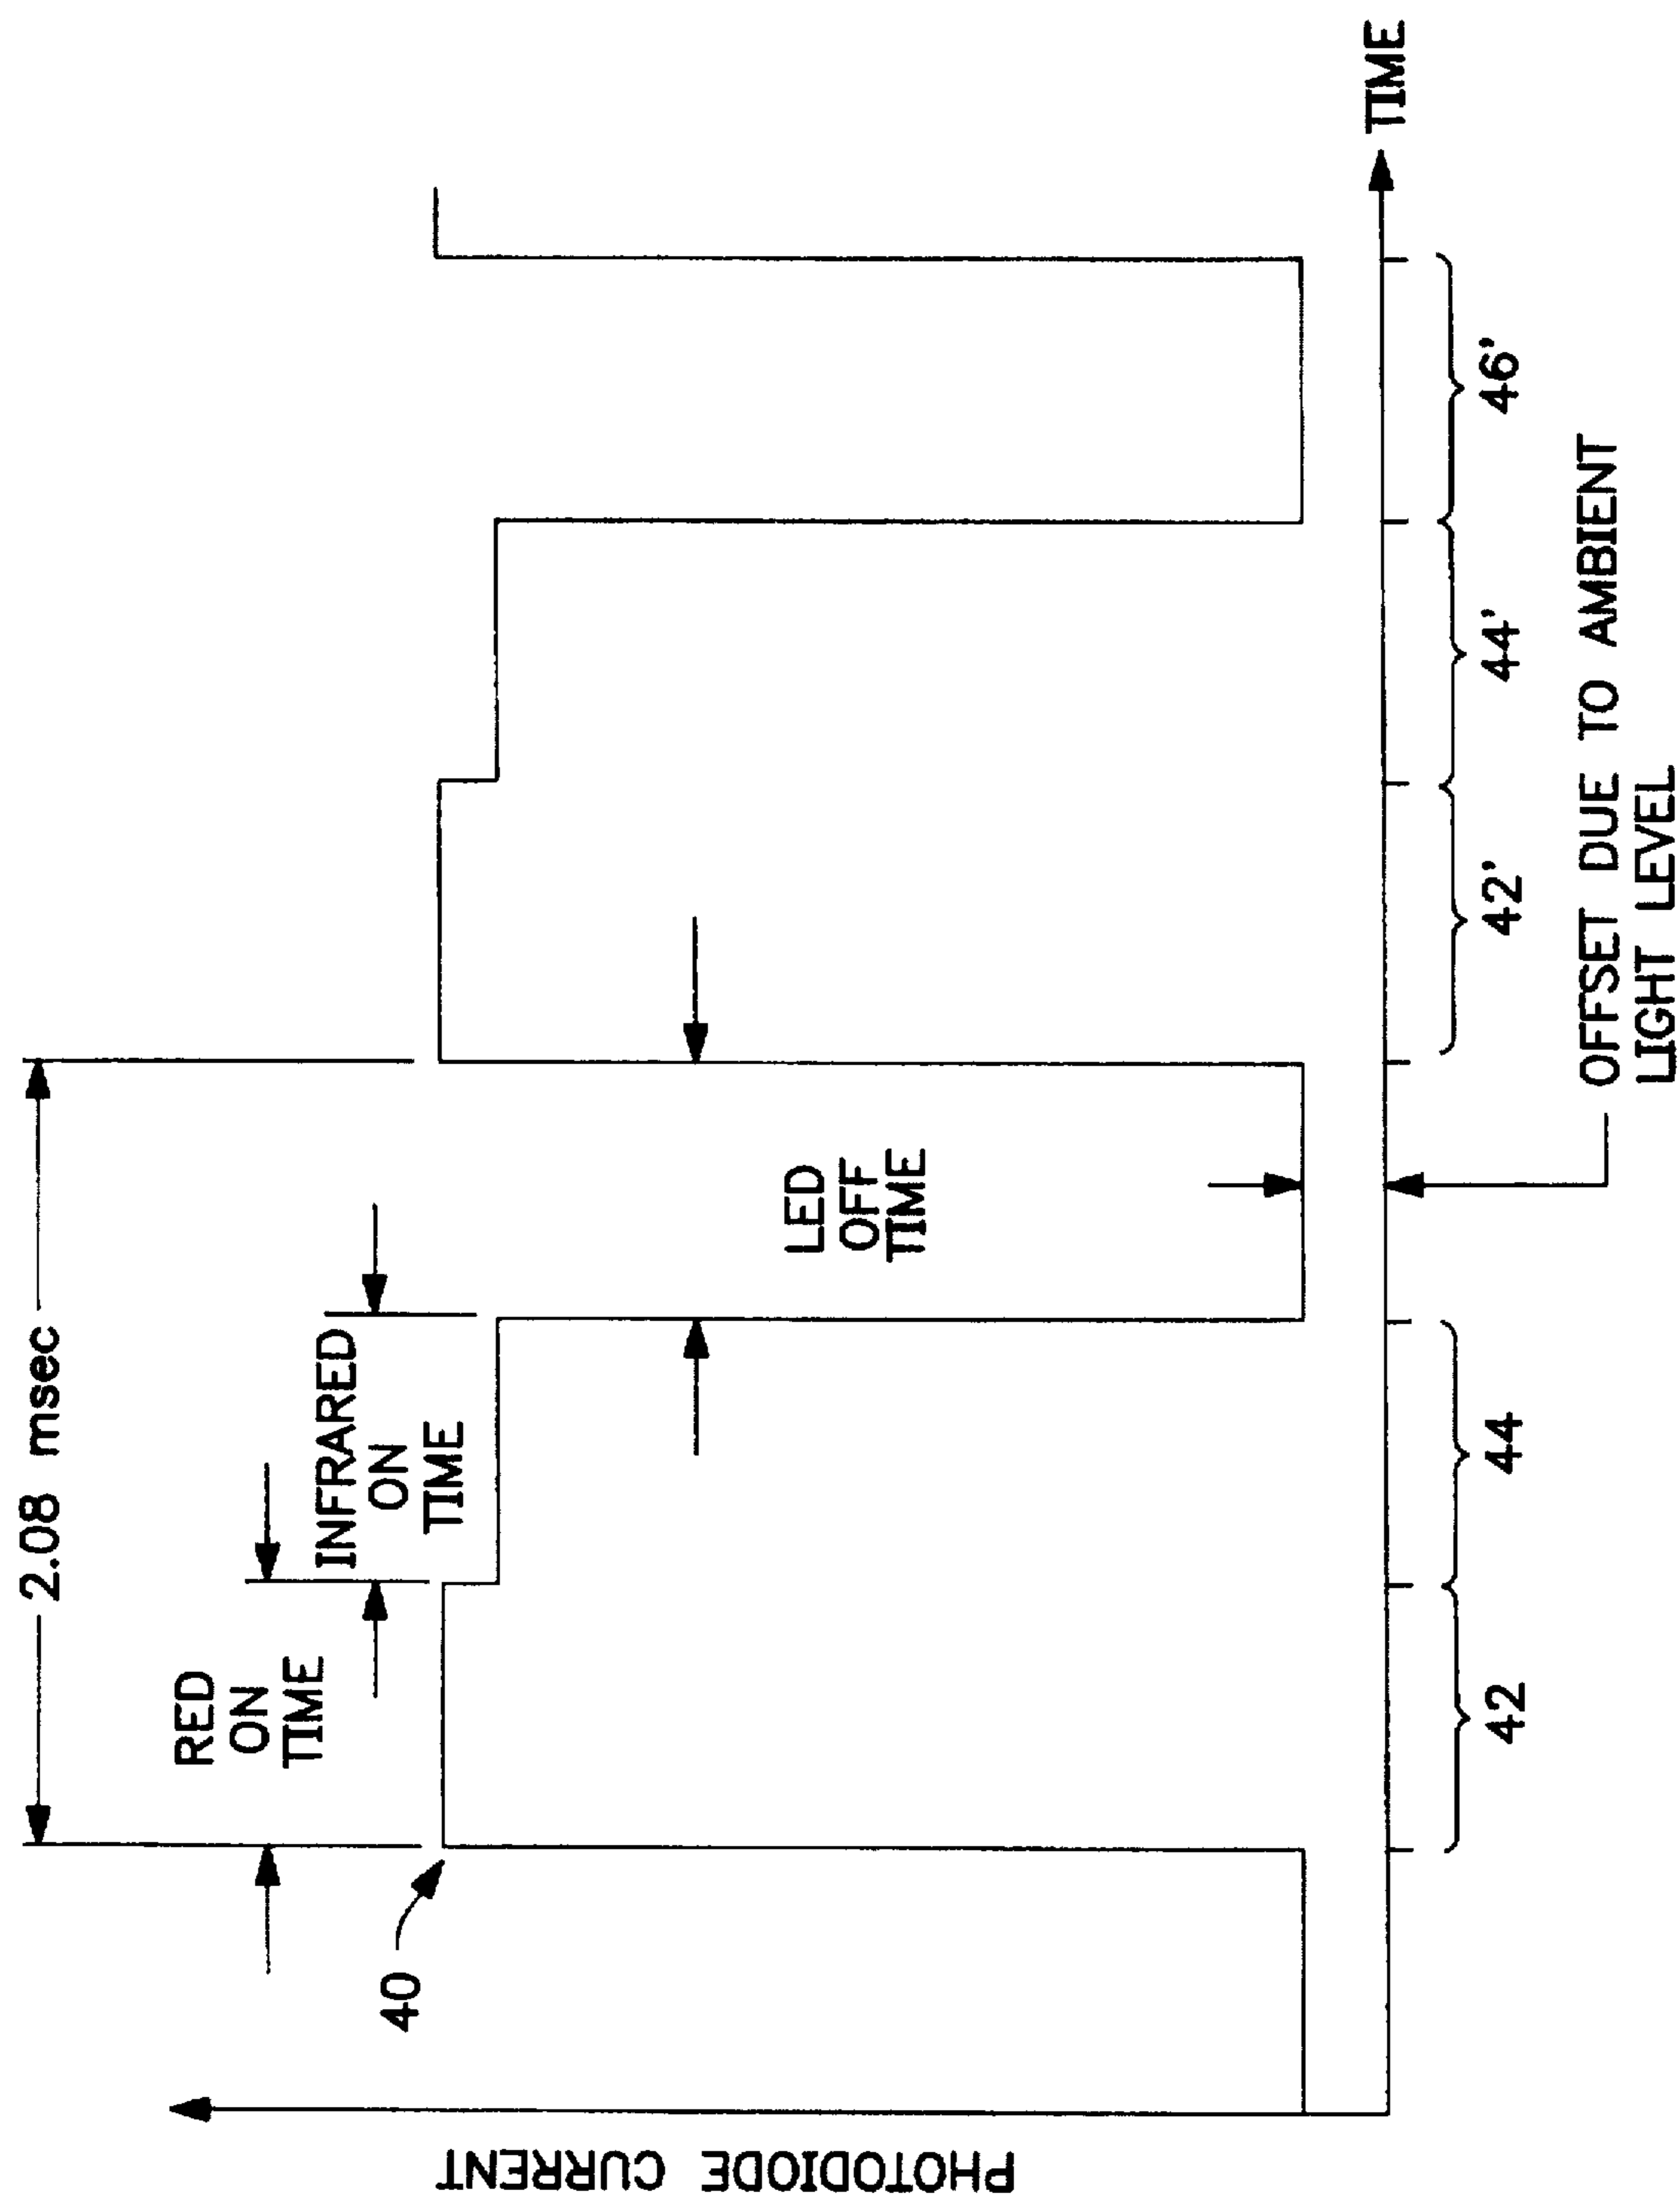 2.08 msec
RED
ON
TIME
INFRARED
ON
TIME
40
LED
OFF
TIME
PHOTODIODE CURRENT
TIME
42
44
42'
44'
46'
OFFSET DUE TO AMBIENT
LIGHT LEVEL